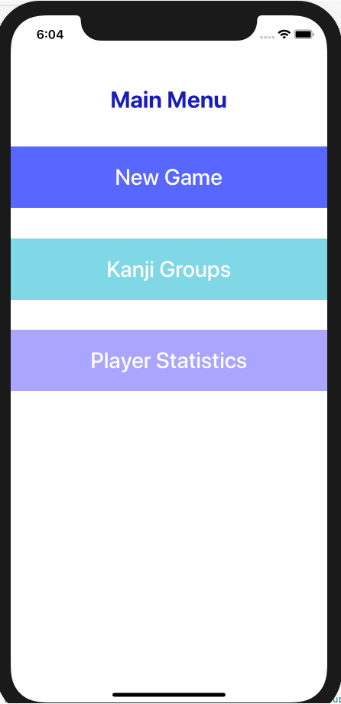 6:04
Main Menu
New Game
Kanji Groups
Player Statistics